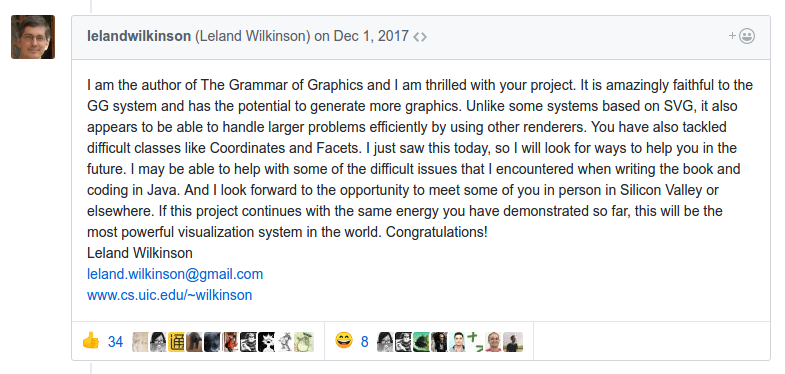 lelandwilkinson (Leland Wilkinson) on Dec 1, 2017
I am the author of The Grammar of Graphics and I am thrilled with your project. It is amazingly faithful to the
GG system and has the potential to generate more graphics. Unlike some systems based on SVG, it also
appears to be able to handle larger problems efficiently by using other renderers. You have also tackled
difficult classes like Coordinates and Facets. I just saw this today, so I will look for ways to help you in the
future. I may be able to help with some of the difficult issues that I encountered when writing the book and
coding in Java. And I look forward to the opportunity to meet some of you in person in Silicon Valley or
elsewhere. If this project continues with the same energy you have demonstrated so far, this will be the
most powerful visualization system in the world. Congratulations!
Leland Wilkinson
leland.wilkinson@gmail.com
www.cs.uic.edu/~wilkinson
👍 34 通 😄 8